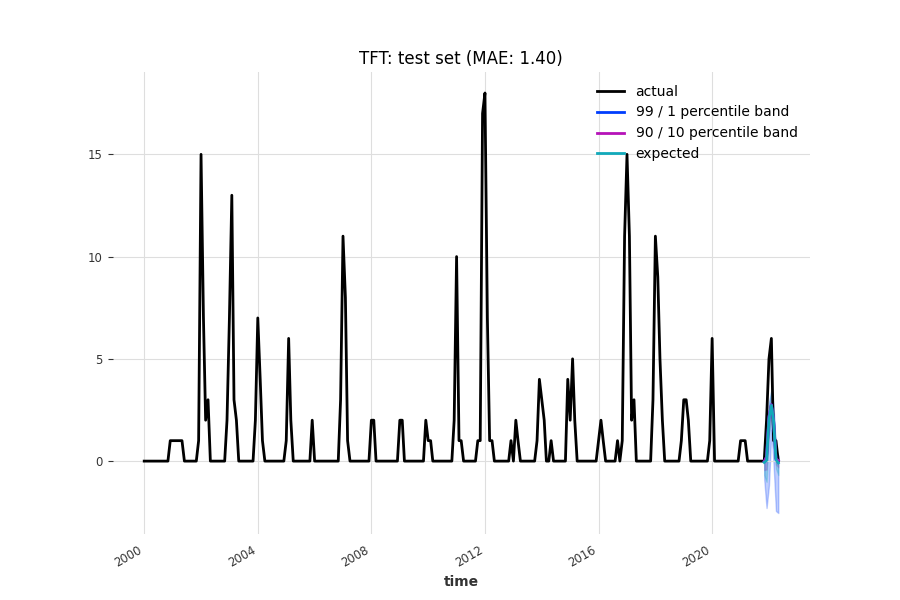 TFT: test set (MAE: 1.40)
actual
99 / 1 percentile band
90 / 10 percentile band
expected
15
10
5
0
2000
2004
2008
2012
2016
2020
time